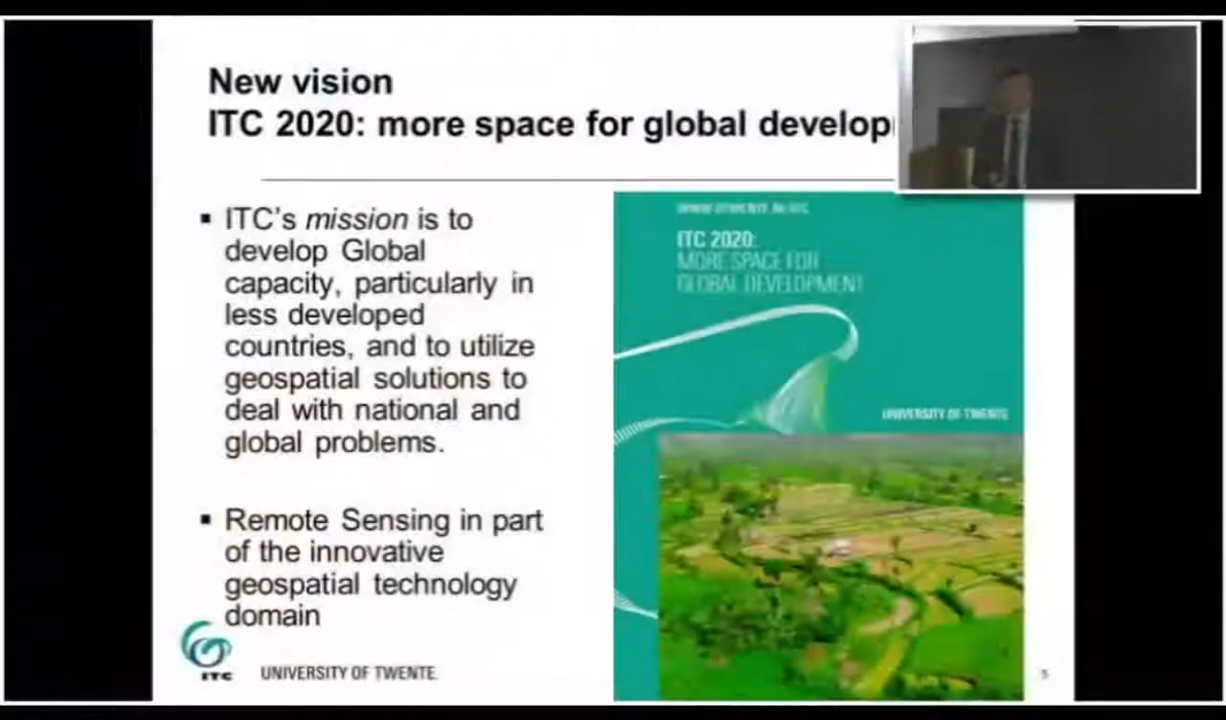 New vision
ITC 2020: more space for global develop
ITC's mission is to
develop Global
capacity, particularly in
less developed
countries, and to utilize
geospatial solutions to
deal with national and
global problems.
Remote Sensing in part
of the innovative
geospatial technology
domain
ITC
UNIVERSITY OF TWENTE.
ITC 2020:
MORE SPACE FOR
GLOBAL DEVELOPMENT
UNIVERSITY OF TWENTE.
5